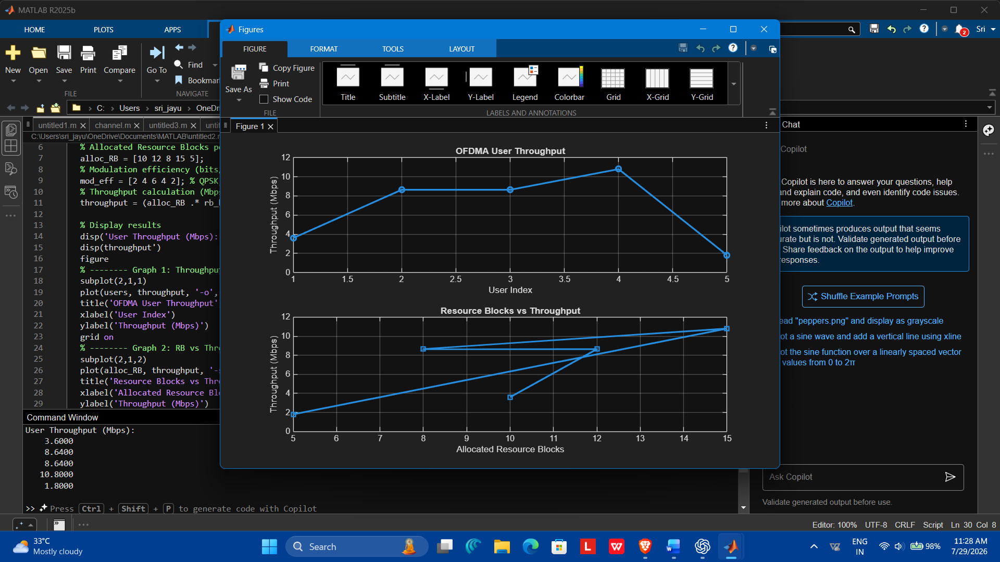 MATLAB R2025b
HOME PLOTS APPS
Sri
2
New Open Save Print Compare Go To Find
Bookmar
FILE NAVIGATE
C: Users sri_jayu OneDri
Figures
FIGURE FORMAT TOOLS LAYOUT
Save As Copy Figure
Print
Show Code
FILE
Title Subtitle X-Label Y-Label Legend Colorbar Grid X-Grid Y-Grid
LABELS AND ANNOTATIONS
untitled1.m channel.m untitled3.m
C:\Users\sri_jayu\OneDrive\Documents\MATLAB\untitled2.m
6 % Allocated Resource Blocks p
7 alloc_RB = [10 12 8 15 5];
8 % Modulation efficiency (bits
9 mod_eff = [2 4 6 4 2]; % QPSK
10 % Throughput calculation (Mbp
11 throughput = (alloc_RB .* rb_
12
13 % Display results
14 disp('User Throughput (Mbps):
15 disp(throughput')
16 figure
17 % -------- Graph 1: Throughpu
18 subplot(2,1,1)
19 plot(users, throughput, '-o',
20 title('OFDMA User Throughput'
21 xlabel('User Index')
22 ylabel('Throughput (Mbps)')
23 grid on
24 % -------- Graph 2: RB vs Thr
25 subplot(2,1,2)
26 plot(alloc_RB, throughput, '-
27 title('Resource Blocks vs Thr
28 xlabel('Allocated Resource Bl
29 ylabel('Throughput (Mbps)')
Figure 1
OFDMA User Throughput
Throughput (Mbps)
12
10
8
6
4
2
0
1 1.5 2 2.5 3 3.5 4 4.5 5
User Index
Resource Blocks vs Throughput
Throughput (Mbps)
12
10
8
6
4
2
0
5 6 7 8 9 10 11 12 13 14 15
Allocated Resource Blocks
Command Window
User Throughput (Mbps):
3.6000
8.6400
8.6400
10.8000
1.8000
>> Press Ctrl + Shift + P to generate code with Copilot
Chat
Copilot
Copilot is here to answer your questions, help
nd explain code, and even identify code issues.
more about Copilot.
ilot sometimes produces output that seems
urate but is not. Validate generated output before
Share feedback on the output to help improve
esponses.
Shuffle Example Prompts
ead "peppers.png" and display as grayscale
ot a sine wave and add a vertical line using xline
ot the sine function over a linearly spaced vector
values from 0 to 2π
Ask Copilot
Validate generated output before use.
Editor: 100% UTF-8 CRLF Script Ln 30 Col 8
33°C
Mostly cloudy
Search
L
W
ENG
IN
98%
11:28 AM
7/29/2026